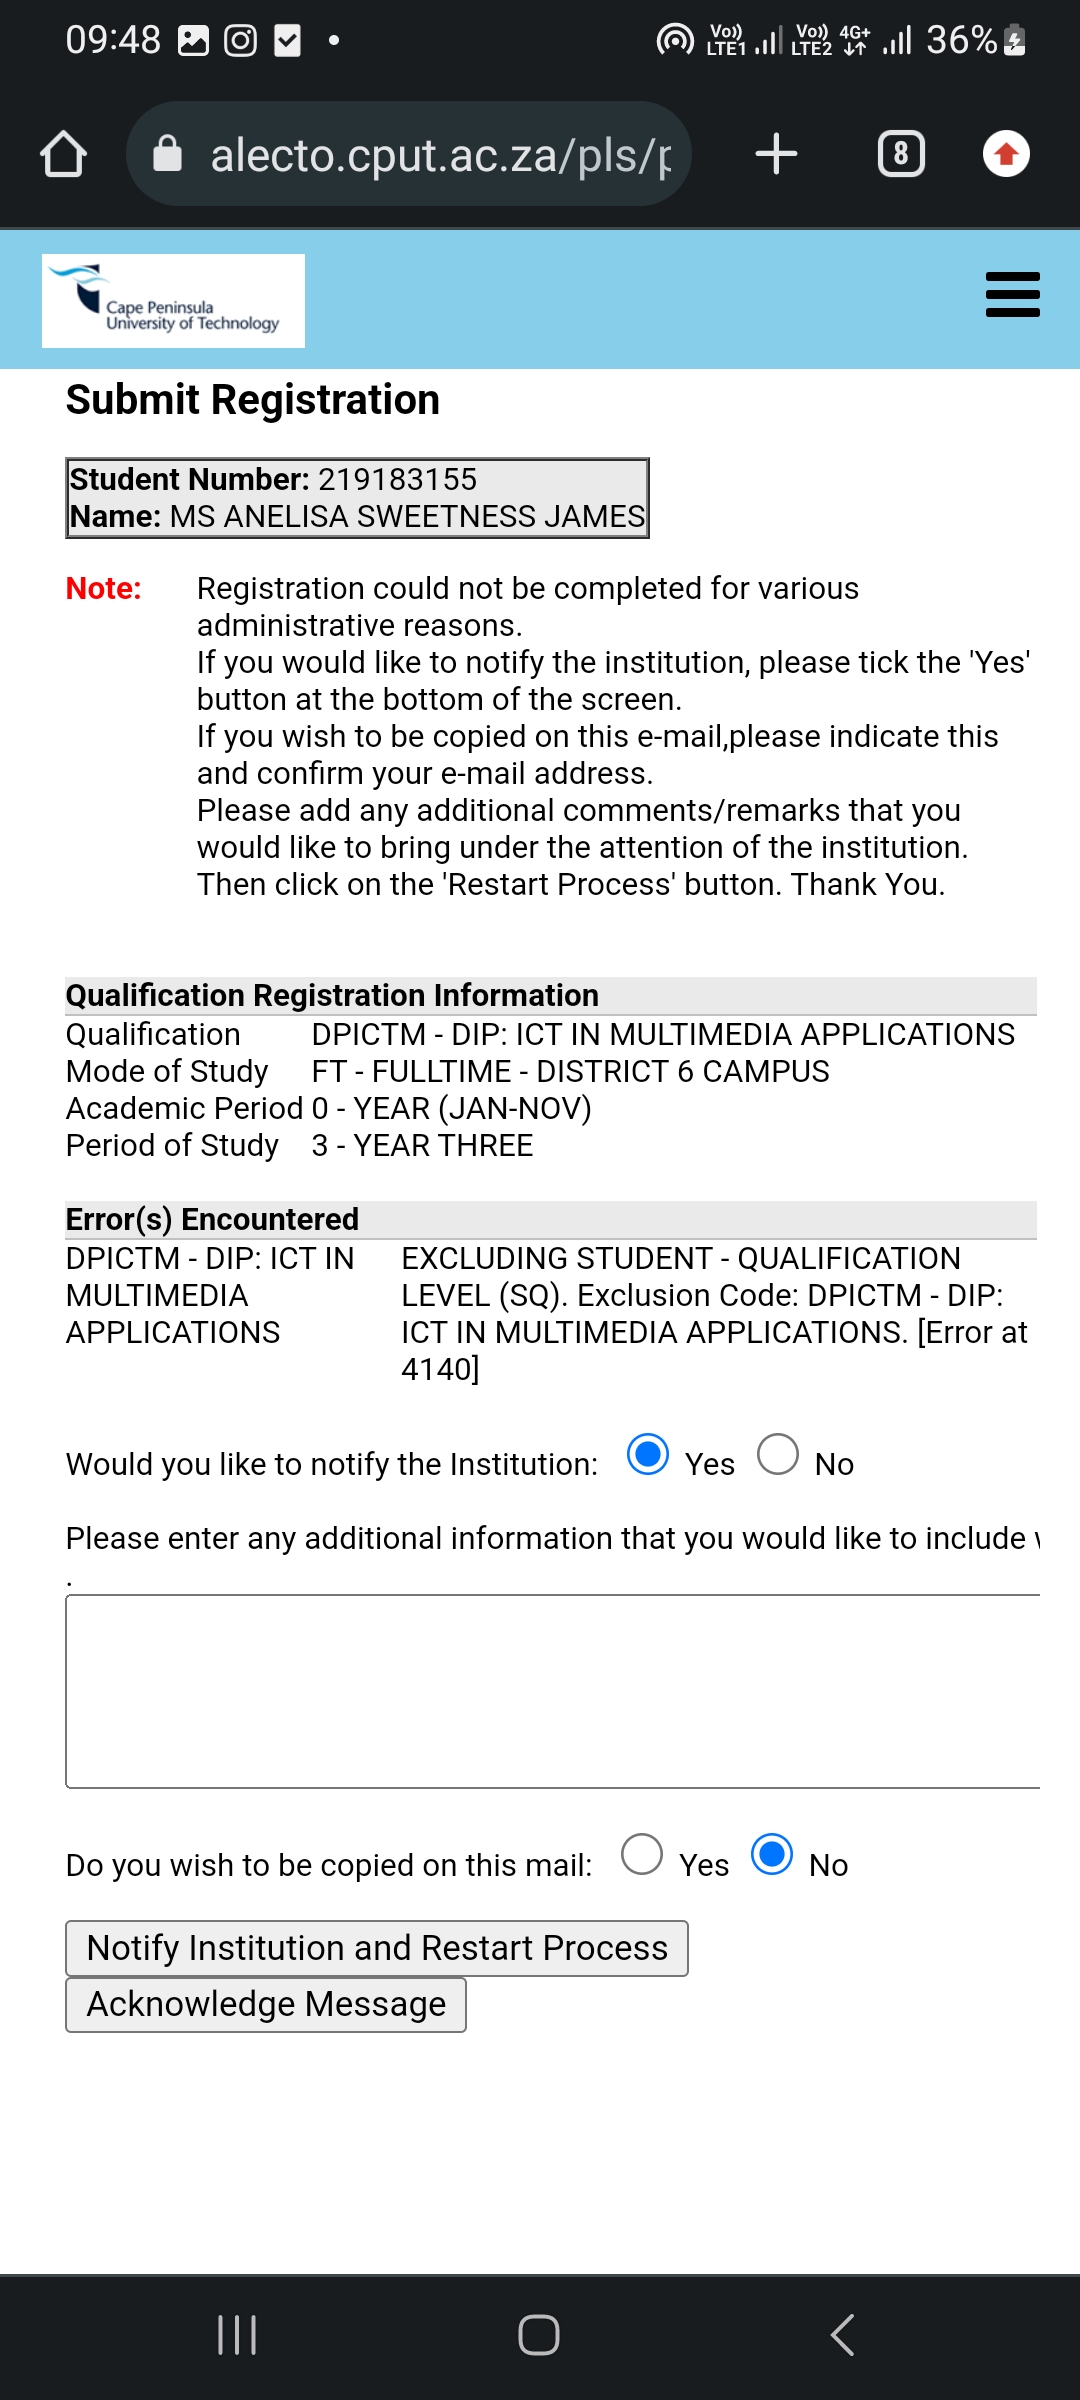 09:48
Vo)) LTE1 Vo)) LTE2 4G+ 36%
alecto.cput.ac.za/pls/p
8
Cape Peninsula
University of Technology
Submit Registration
Student Number: 219183155
Name: MS ANELISA SWEETNESS JAMES
Note: Registration could not be completed for various
administrative reasons.
If you would like to notify the institution, please tick the 'Yes'
button at the bottom of the screen.
If you wish to be copied on this e-mail,please indicate this
and confirm your e-mail address.
Please add any additional comments/remarks that you
would like to bring under the attention of the institution.
Then click on the 'Restart Process' button. Thank You.
Qualification Registration Information
Qualification DPICTM - DIP: ICT IN MULTIMEDIA APPLICATIONS
Mode of Study FT - FULLTIME - DISTRICT 6 CAMPUS
Academic Period 0 - YEAR (JAN-NOV)
Period of Study 3 - YEAR THREE
Error(s) Encountered
DPICTM - DIP: ICT IN EXCLUDING STUDENT - QUALIFICATION
MULTIMEDIA LEVEL (SQ). Exclusion Code: DPICTM - DIP:
APPLICATIONS ICT IN MULTIMEDIA APPLICATIONS. [Error at
4140]
Would you like to notify the Institution: Yes No
Please enter any additional information that you would like to include
.
Do you wish to be copied on this mail: Yes No
Notify Institution and Restart Process
Acknowledge Message